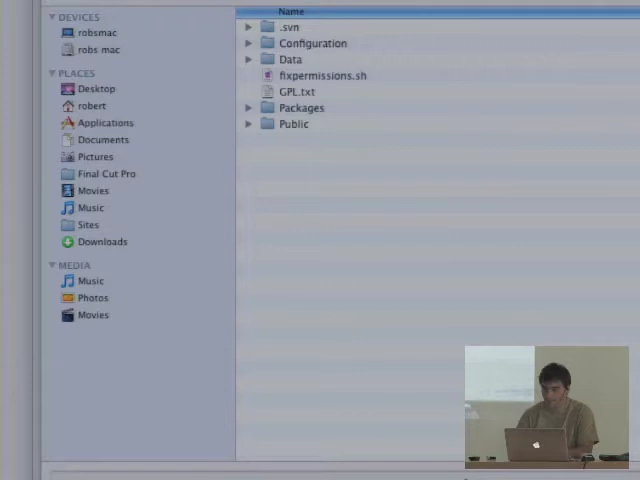 Name
DEVICES
robsmac
robs mac
PLACES
Desktop
robert
Applications
Documents
Pictures
Final Cut Pro
Movies
Music
Sites
Downloads
MEDIA
Music
Photos
Movies
.svn
Configuration
Data
fixpermissions.sh
GPL.txt
Packages
Public